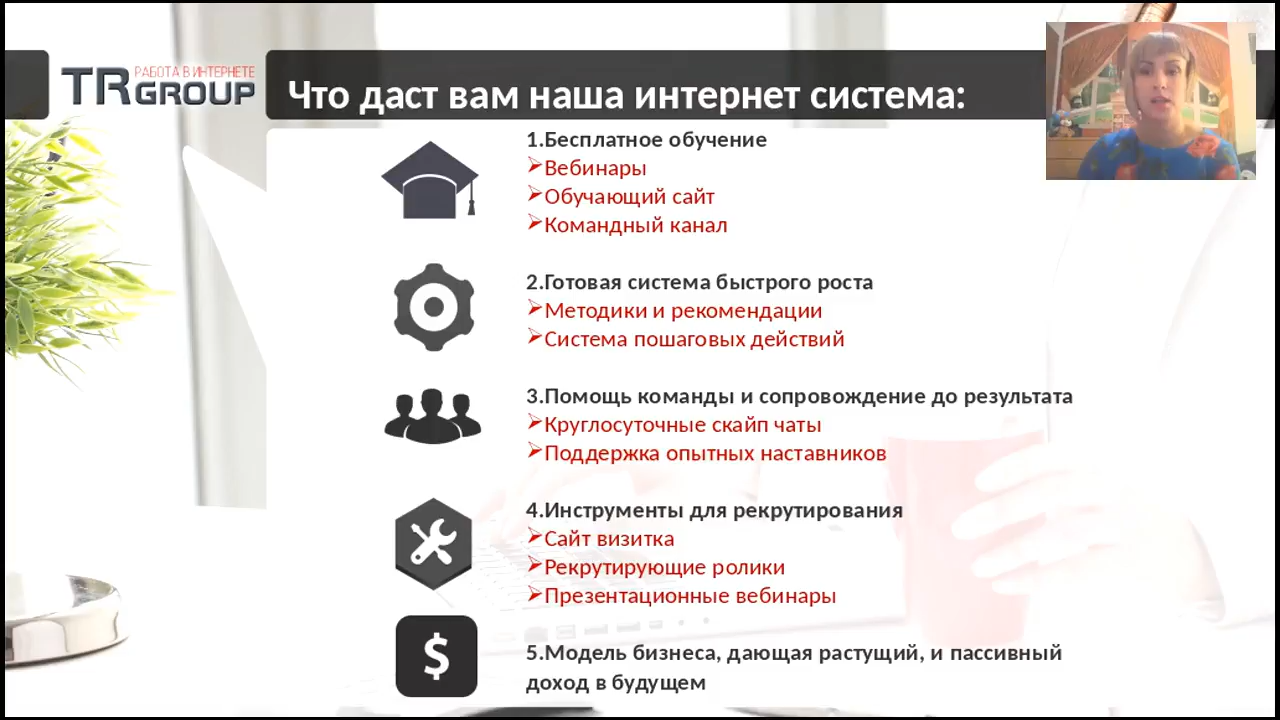 TR GROUP
РАБОТА В ИНТЕРНЕТЕ
Что даст вам наша интернет система:
1.Бесплатное обучение
➢Вебинары
➢Обучающий сайт
➢Командный канал
2.Готовая система быстрого роста
➢Методики и рекомендации
➢Система пошаговых действий
3.Помощь команды и сопровождение до результата
➢Круглосуточные скайп чаты
➢Поддержка опытных наставников
4.Инструменты для рекрутирования
➢Сайт визитка
➢Рекрутирующие ролики
➢Презентационные вебинары
$
5.Модель бизнеса, дающая растущий, и пассивный
доход в будущем